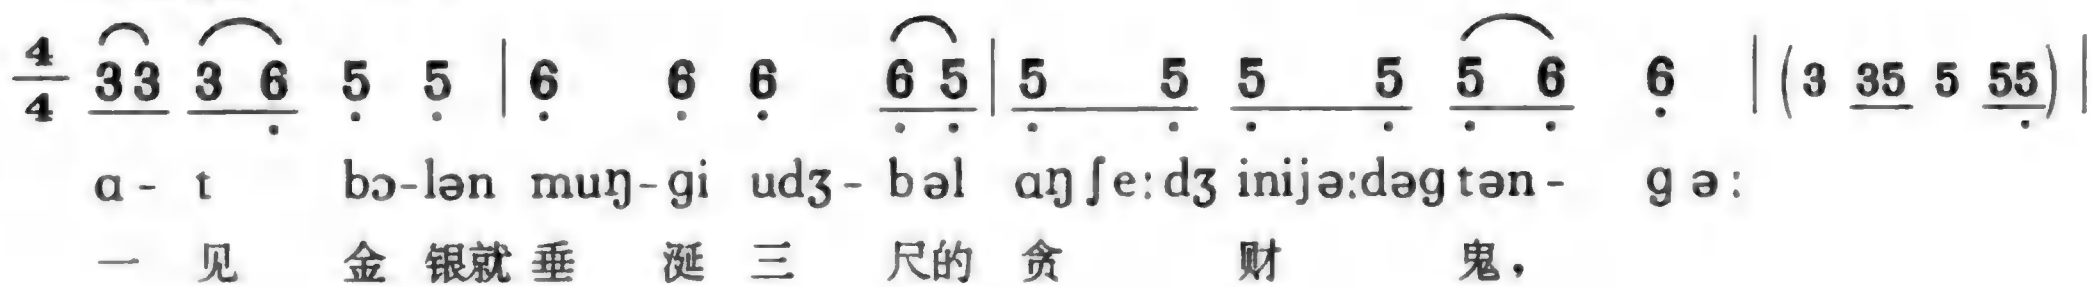 4/4 33 3 6 5 5 | 6 6 6 6 5 | 5 5 5 5 5 6 6 | (3 35 5 55) |
ɑ - t bɔ-lən muŋ-gi udʒ - bəl ɑŋʃe:dʒ inijə:dəgtən - gə:
一 见 金 银就 垂 涎 三 尺的 贪 财 鬼，